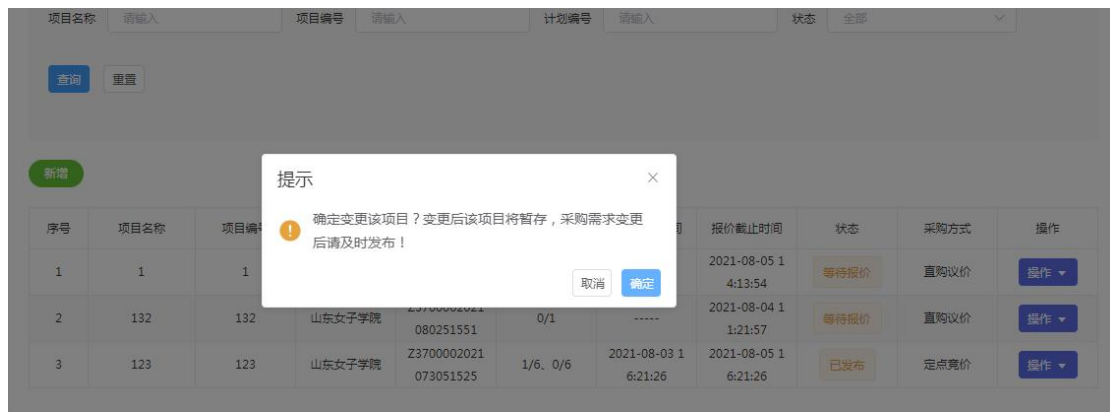 项目名称 请输入 项目编号 请输入 计划编号 请输入 状态 全部
查询 重置
新增
提示
确定变更该项目？变更后该项目将暂存，采购需求变更
后请及时发布！
取消 确定
序号 项目名称 项目编 报价截止时间 状态 采购方式 操作
1 1 1 2021-08-05 1 等待报价 直购议价 操作
4:13:54
2 132 132 山东女子学院 Z3700002021 0/1 ----- 2021-08-04 1 等待报价 直购议价 操作
080251551 1:21:57
3 123 123 山东女子学院 Z3700002021 1/6、0/6 2021-08-03 1 2021-08-05 1 已发布 定点竞价 操作
073051525 6:21:26 6:21:26